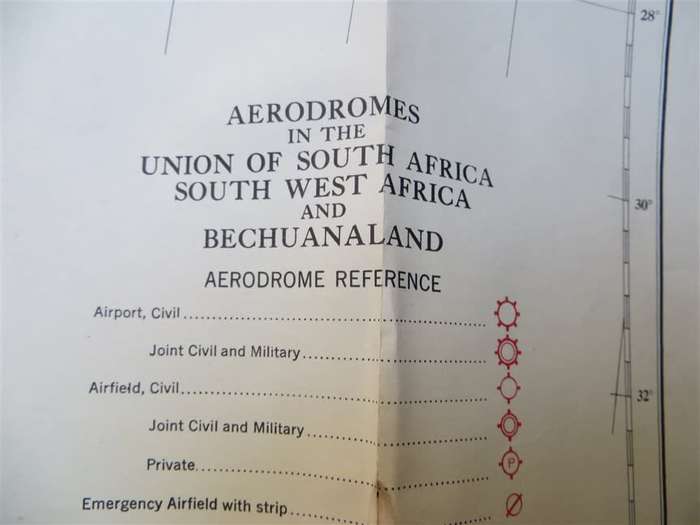 28°
AERODROMES
IN THE
UNION OF SOUTH AFRICA
SOUTH WEST AFRICA
AND
BECHUANALAND
30°
AERODROME REFERENCE
Airport, Civil
Joint Civil and Military
Airfield, Civil
32°
Joint Civil and Military
Private P
Emergency Airfield with strip